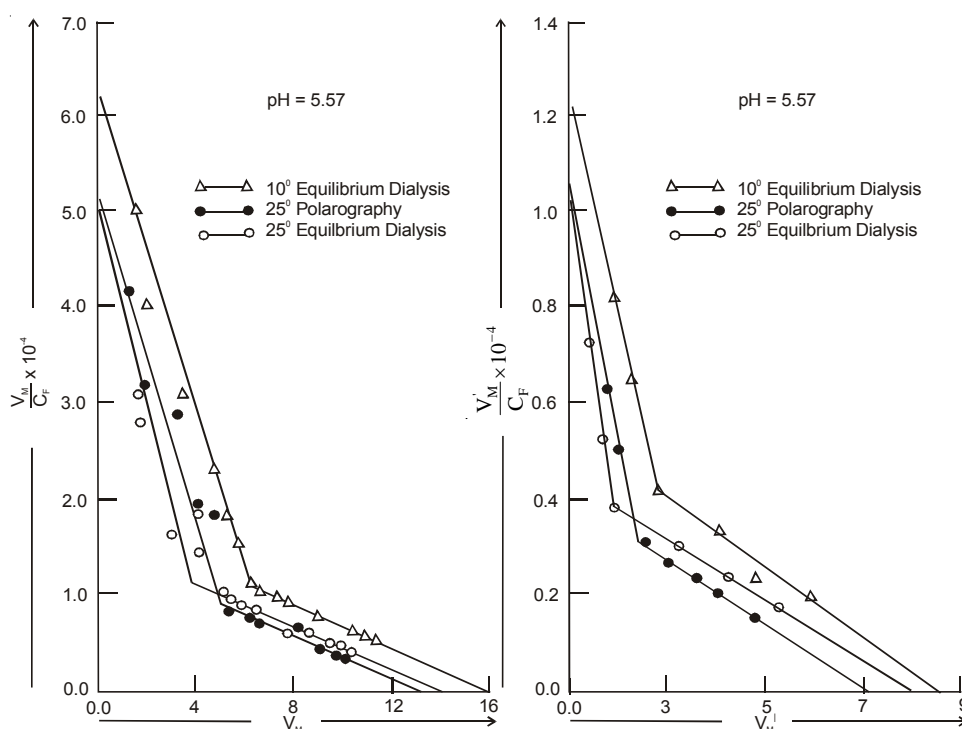 7.0
6.0
5.0
4.0
3.0
2.0
1.0
0.0
pH = 5.57
10⁰ Equilibrium Dialysis
25⁰ Polarography
25⁰ Equilbrium Dialysis
V_M
C_F x 10⁻⁴
0.0 4 8 12 16
1.4
1.2
1.0
0.8
0.6
0.4
0.2
0.0
pH = 5.57
10⁰ Equilibrium Dialysis
25⁰ Polarography
25⁰ Equilbrium Dialysis
V'_M
C_F ×10⁻⁴
0.0 3 5 7 9